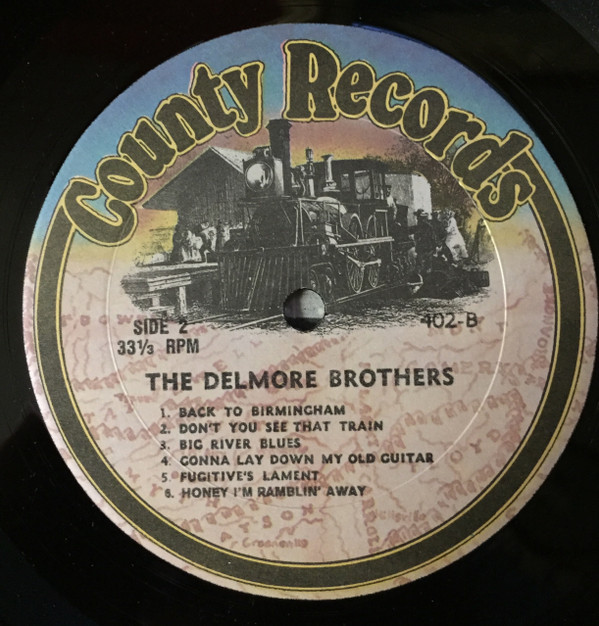 County Records
SIDE 2
33⅓ RPM
402-B
THE DELMORE BROTHERS
1. BACK TO BIRMINGHAM
2. DON'T YOU SEE THAT TRAIN
3. BIG RIVER BLUES
4. GONNA LAY DOWN MY OLD GUITAR
5. FUGITIVE'S LAMENT
6. HONEY I'M RAMBLIN' AWAY